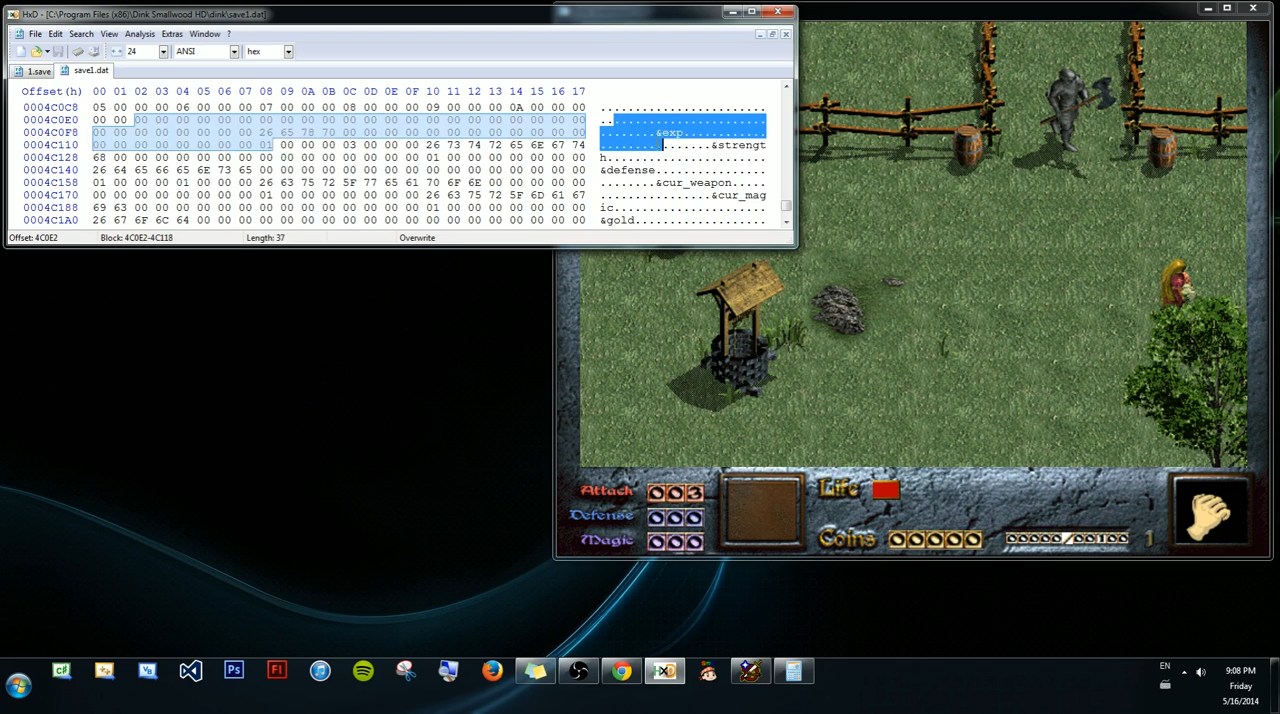 HxD - [C:\Program Files (x86)\Dink Smallwood HD\dink\save1.dat]
File Edit Search View Analysis Extras Window ?
24 ANSI hex
1.save save1.dat
Offset(h) 00 01 02 03 04 05 06 07 08 09 0A 0B 0C 0D 0E 0F 10 11 12 13 14 15 16 17
0004C0C8 05 00 00 00 06 00 00 00 07 00 00 00 08 00 00 00 09 00 00 00 0A 00 00 00 ........................
0004C0E0 00 00 00 00 00 00 00 00 00 00 00 00 00 00 00 00 00 00 00 00 00 00 00 00 ........................
0004C0F8 00 00 00 00 00 00 00 00 26 65 78 70 00 00 00 00 00 00 00 00 00 00 00 00 ........&exp............
0004C110 00 00 00 00 00 00 00 00 01 00 00 00 03 00 00 00 26 73 74 72 65 6E 67 74 ................&strengt
0004C128 68 00 00 00 00 00 00 00 00 00 00 00 00 00 00 00 01 00 00 00 00 00 00 00 h.......................
0004C140 26 64 65 66 65 6E 73 65 00 00 00 00 00 00 00 00 00 00 00 00 00 00 00 00 &defense................
0004C158 01 00 00 00 01 00 00 00 26 63 75 72 5F 77 65 61 70 6F 6E 00 00 00 00 00 ........&cur_weapon.....
0004C170 00 00 00 00 00 00 00 00 01 00 00 00 00 00 00 00 26 63 75 72 5F 6D 61 67 ................&cur_mag
0004C188 69 63 00 00 00 00 00 00 00 00 00 00 00 00 00 00 01 00 00 00 00 00 00 00 ic......................
0004C1A0 26 67 6F 6C 64 00 00 00 00 00 00 00 00 00 00 00 00 00 00 00 00 00 00 00 &gold...................
Offset: 4C0E2 Block: 4C0E2-4C118 Length: 37 Overwrite
Attack 003 Life
Defense 000
Magic 000 Coins 00000 00000/00100 1
EN 9:08 PM
Friday
5/16/2014